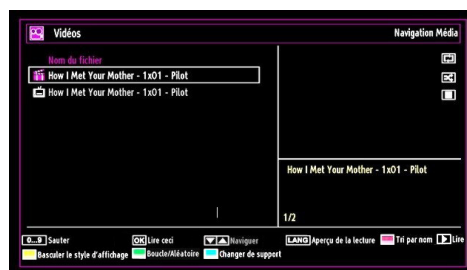 Vidéos
Navigation Média
Nom du fichier
How I Met Your Mother - 1x01 - Pilot
How I Met Your Mother - 1x01 - Pilot
How I Met Your Mother - 1x01 - Pilot
1/2
0...9 Sauter
OK Lire ceci
Naviguer
LANG Aperçu de la lecture
Tri par nom
Lire
Basculer le style d'affichage
Boucle/Aléatoire
Changer de support